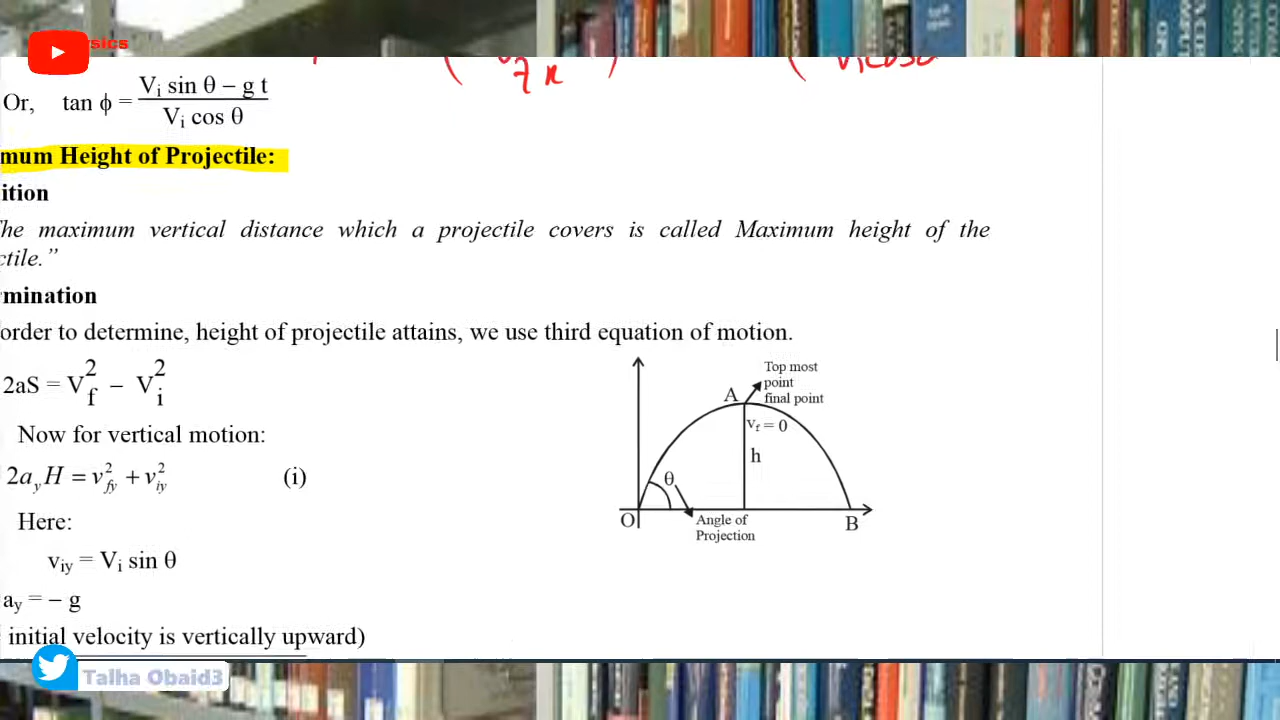 sics
Or, tan ϕ = (Vi sin θ – g t) / (Vi cos θ)
mum Height of Projectile:
ition
The maximum vertical distance which a projectile covers is called Maximum height of the
ctile.”
rmination
order to determine, height of projectile attains, we use third equation of motion.
2aS = Vf² – Vi²
Now for vertical motion:
2ayH = vfy² + viy² (i)
Here:
viy = Vi sin θ
ay = – g
initial velocity is vertically upward)
Top most
point
final point
A
vf = 0
h
θ
O
Angle of
Projection
B
Talha Obaid3